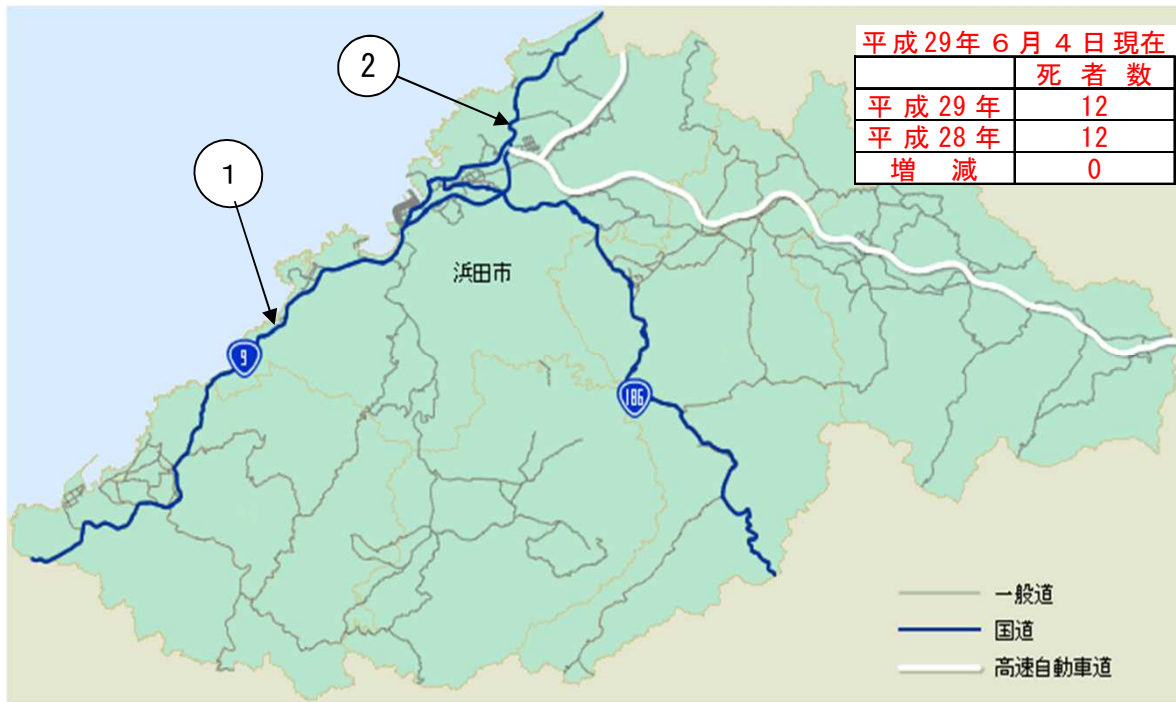 平成29年６月４日現在
死者数
平成29年 12
平成28年 12
増減 0
2
1
浜田市
9
186
一般道
国道
高速自動車道